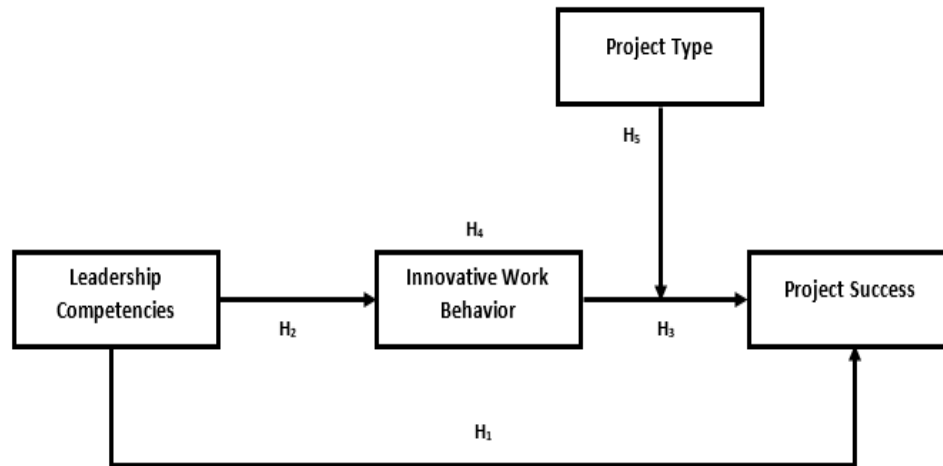 Project Type
H₅
H₄
Leadership
Competencies
Innovative Work
Behavior
Project Success
H₂
H₃
H₁